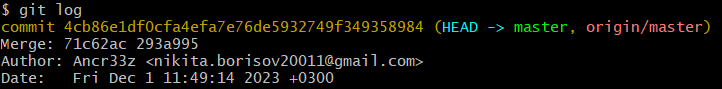 $ git log
commit 4cb86e1df0cfa4efa7e76de5932749f349358984 (HEAD -> master, origin/master)
Merge: 71c62ac 293a995
Author: Ancr33z <nikita.borisov20011@gmail.com>
Date:   Fri Dec 1 11:49:14 2023 +0300